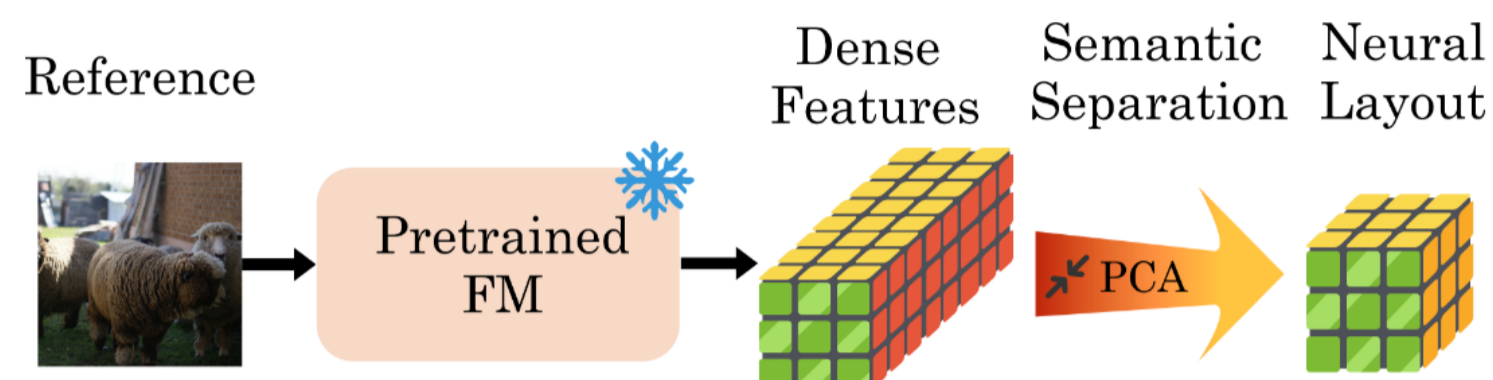 Reference
Pretrained
FM
Dense
Features
Semantic
Separation
PCA
Neural
Layout